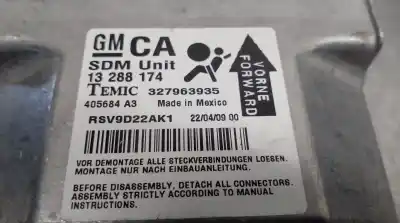 GM CA
SDM Unit
13 288 174
TEMIC 327963935
405684 A3 Made in Mexico
RSV9D22AK1 22/04/09 00
VORNE
FORWARD
VOR DEMONTAGE ALLE STECKVERBINDUNGEN LOESEN.
MONTAGE NUR NACH EINBAUANLEITUNG.
BEFORE DISASSEMBLY, DETACH ALL CONNECTORS.
ASSEMBLY STRICTLY ACCORDING TO MANUAL
INSTRUCTIONS.